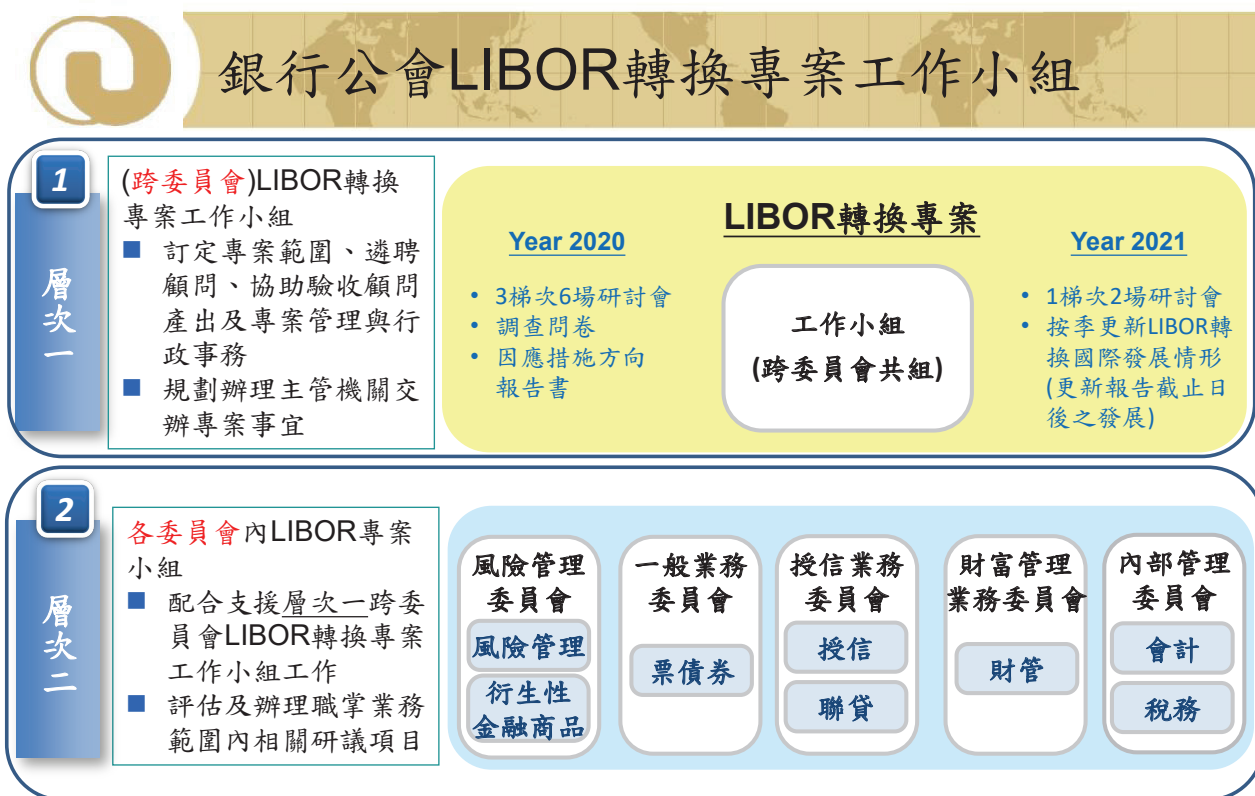 銀行公會LIBOR轉換專案工作小組
1
層次一
(跨委員會)LIBOR轉換
專案工作小組
■ 訂定專案範圍、遴聘
顧問、協助驗收顧問
產出及專案管理與行
政事務
■ 規劃辦理主管機關交
辦專案事宜
LIBOR轉換專案
Year 2020
• 3梯次6場研討會
• 調查問卷
• 因應措施方向
報告書
工作小組
(跨委員會共組)
Year 2021
• 1梯次2場研討會
• 按季更新LIBOR轉
換國際發展情形
(更新報告截止日
後之發展)
2
層次二
各委員會內LIBOR專案
小組
■ 配合支援層次一跨委
員會LIBOR轉換專案
工作小組工作
■ 評估及辦理職掌業務
範圍內相關研議項目
風險管理
委員會
風險管理
衍生性
金融商品
一般業務
委員會
票債券
授信業務
委員會
授信
聯貸
財富管理
業務委員會
財管
內部管理
委員會
會計
稅務